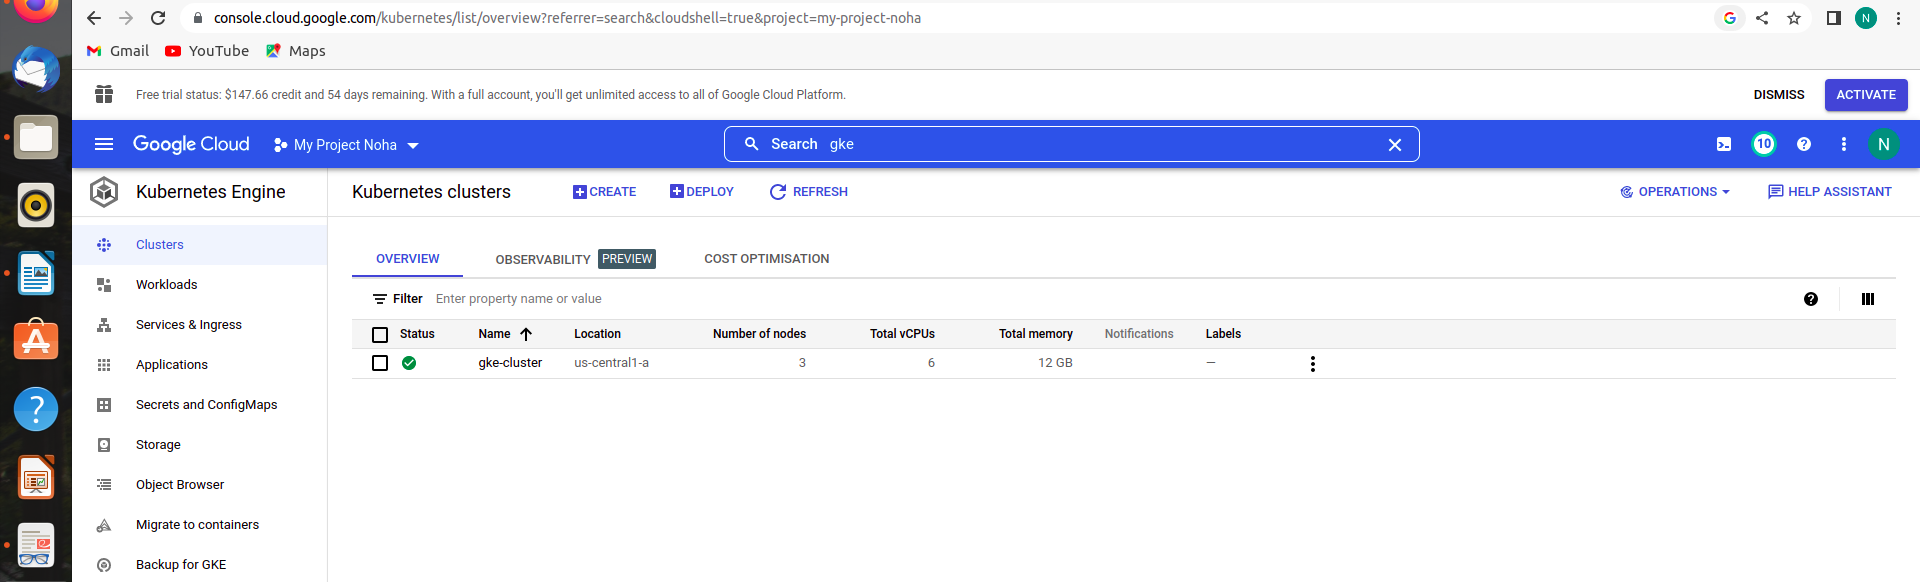 console.cloud.google.com/kubernetes/list/overview?referrer=search&cloudshell=true&project=my-project-noha
N
Gmail YouTube Maps
Free trial status: $147.66 credit and 54 days remaining. With a full account, you'll get unlimited access to all of Google Cloud Platform.
DISMISS ACTIVATE
Google Cloud My Project Noha Search gke 10 ? N
Kubernetes Engine
Clusters
Workloads
Services & Ingress
Applications
Secrets and ConfigMaps
Storage
Object Browser
Migrate to containers
Backup for GKE
Kubernetes clusters CREATE DEPLOY REFRESH OPERATIONS HELP ASSISTANT
OVERVIEW OBSERVABILITY PREVIEW COST OPTIMISATION
Filter Enter property name or value
Status Name Location Number of nodes Total vCPUs Total memory Notifications Labels
gke-cluster us-central1-a 3 6 12 GB —